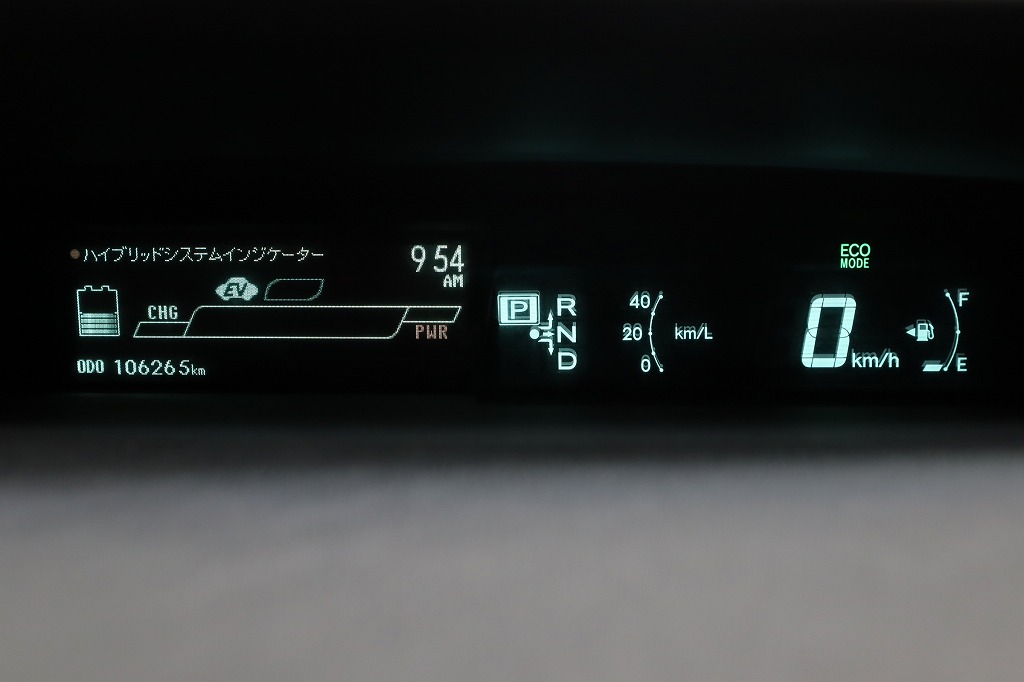 ハイブリッドシステムインジケーター
9:54
AM
EV
CHG
PWR
ODO 106265km
P
R
N
D
40
20
0
km/L
ECO
MODE
0 km/h
F
E